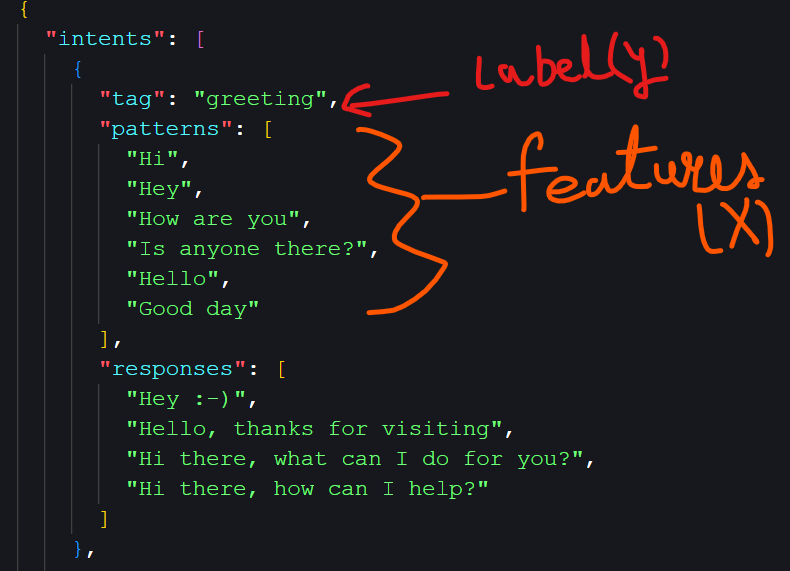 {
"intents": [
{
"tag": "greeting",
Label(y)
"patterns": [
"Hi",
"Hey",
"How are you",
"Is anyone there?",
"Hello",
"Good day"
],
features
(X)
"responses": [
"Hey :-)",
"Hello, thanks for visiting",
"Hi there, what can I do for you?",
"Hi there, how can I help?"
]
},